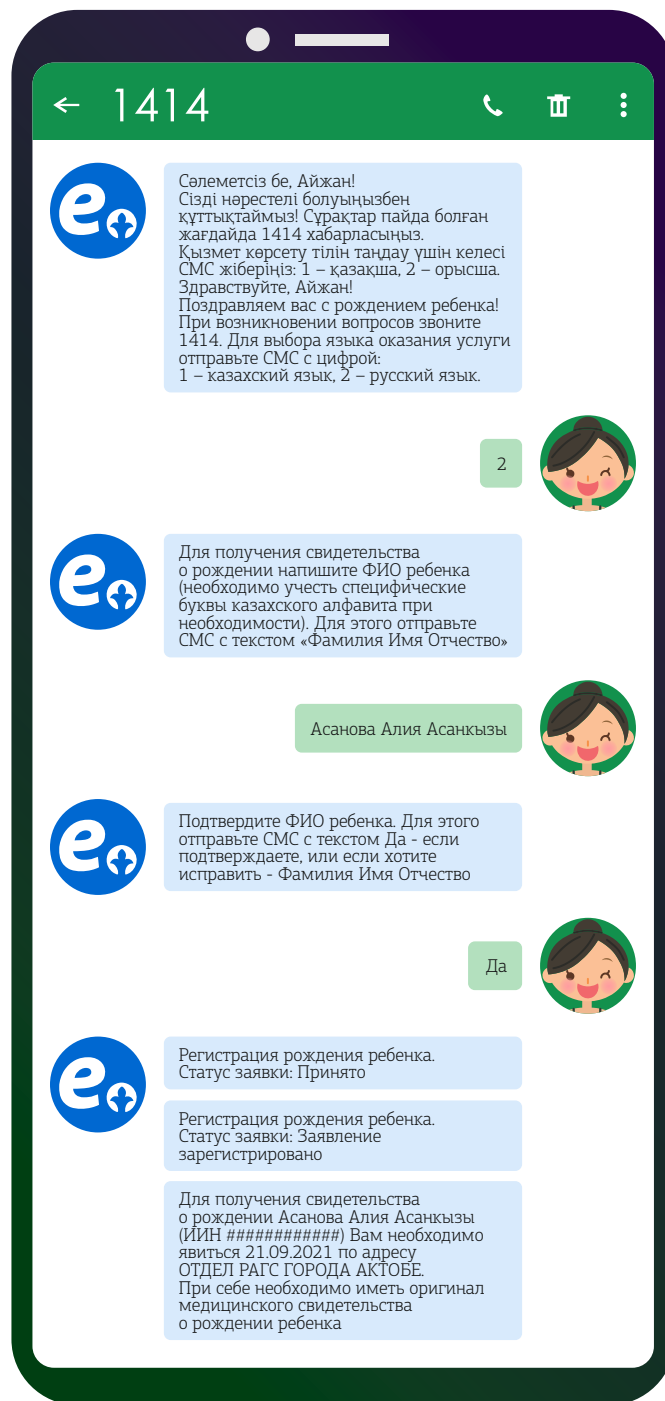 1414
Сәлеметсіз бе, Айжан!
Сізді нәрестелі болуыңызбен
құттықтаймыз! Сұрақтар пайда болған
жағдайда 1414 хабарласыңыз.
Қызмет көрсету тілін таңдау үшін келесі
СМС жіберіңіз: 1 – қазақша, 2 – орысша.
Здравствуйте, Айжан!
Поздравляем вас с рождением ребенка!
При возникновении вопросов звоните
1414. Для выбора языка оказания услуги
отправьте СМС с цифрой:
1 – казахский язык, 2 – русский язык.
2
Для получения свидетельства
о рождении напишите ФИО ребенка
(необходимо учесть специфические
буквы казахского алфавита при
необходимости). Для этого отправьте
СМС с текстом «Фамилия Имя Отчество»
Асанова Алия Асанкызы
Подтвердите ФИО ребенка. Для этого
отправьте СМС с текстом Да - если
подтверждаете, или если хотите
исправить - Фамилия Имя Отчество
Да
Регистрация рождения ребенка.
Статус заявки: Принято
Регистрация рождения ребенка.
Статус заявки: Заявление
зарегистрировано
Для получения свидетельства
о рождении Асанова Алия Асанкызы
(ИИН ############) Вам необходимо
явиться 21.09.2021 по адресу
ОТДЕЛ РАГС ГОРОДА АКТОБЕ.
При себе необходимо иметь оригинал
медицинского свидетельства
о рождении ребенка